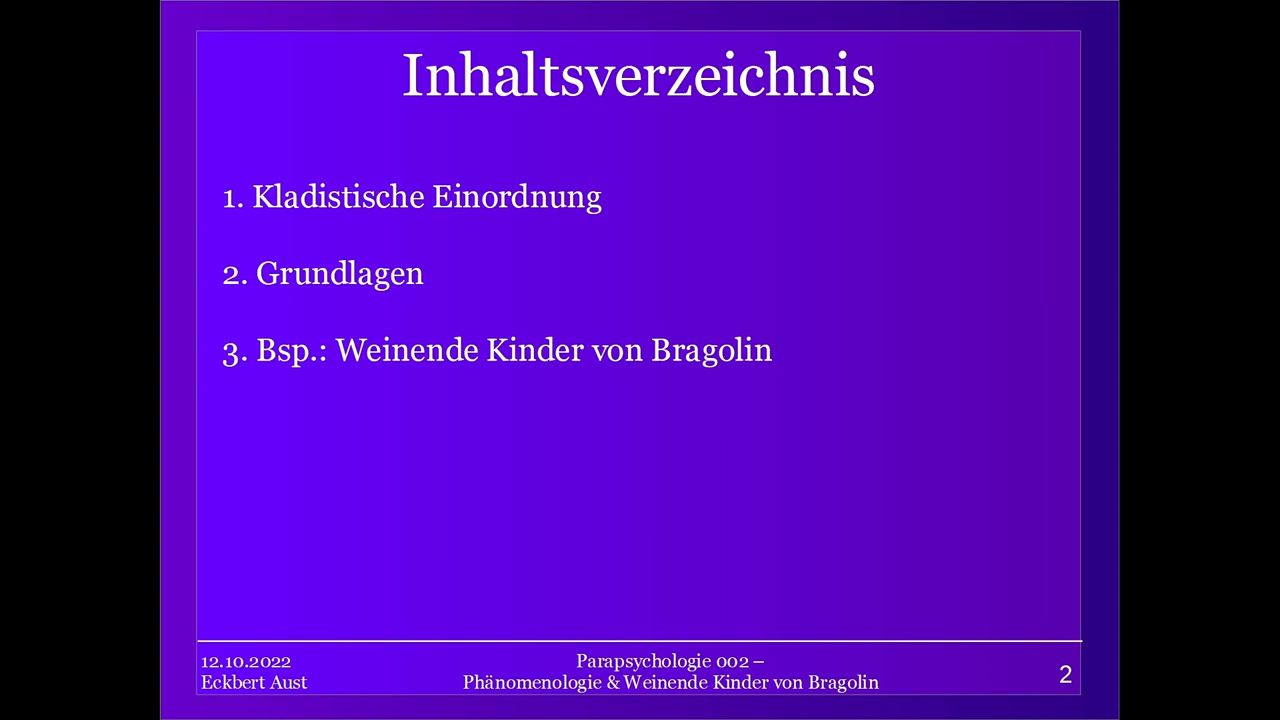 Inhaltsverzeichnis
1. Kladistische Einordnung
2. Grundlagen
3. Bsp.: Weinende Kinder von Bragolin
12.10.2022
Eckbert Aust
Parapsychologie 002 –
Phänomenologie & Weinende Kinder von Bragolin
2